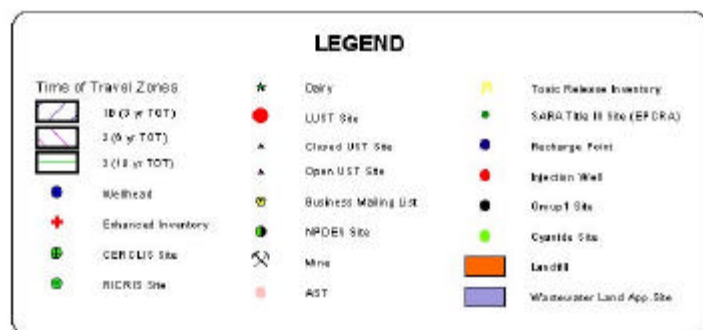 LEGEND
Time of Travel Zones
1B (3 yr TOT)
2 (6 yr TOT)
3 (10 yr TOT)
Wellhead
Enhanced Inventory
CERCLIS Site
RICRIS Site
Dairy
LUST Site
Closed UST Site
Open UST Site
Business Mailing List
NPDES Site
Mine
AST
Toxic Release Inventory
SARA Title III Site (EPCRA)
Recharge Point
Injection Well
Group1 Site
Cyanide Site
Landfill
Wastewater Land App.Site